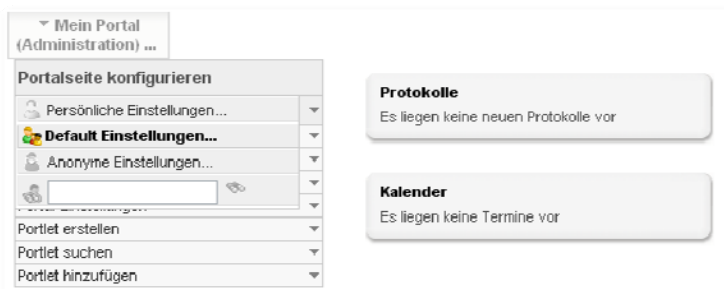 Mein Portal
(Administration) ...
Portalseite konfigurieren
Persönliche Einstellungen...
Default Einstellungen...
Anonyme Einstellungen...
Portlet erstellen
Portlet suchen
Portlet hinzufügen
Protokolle
Es liegen keine neuen Protokolle vor
Kalender
Es liegen keine Termine vor